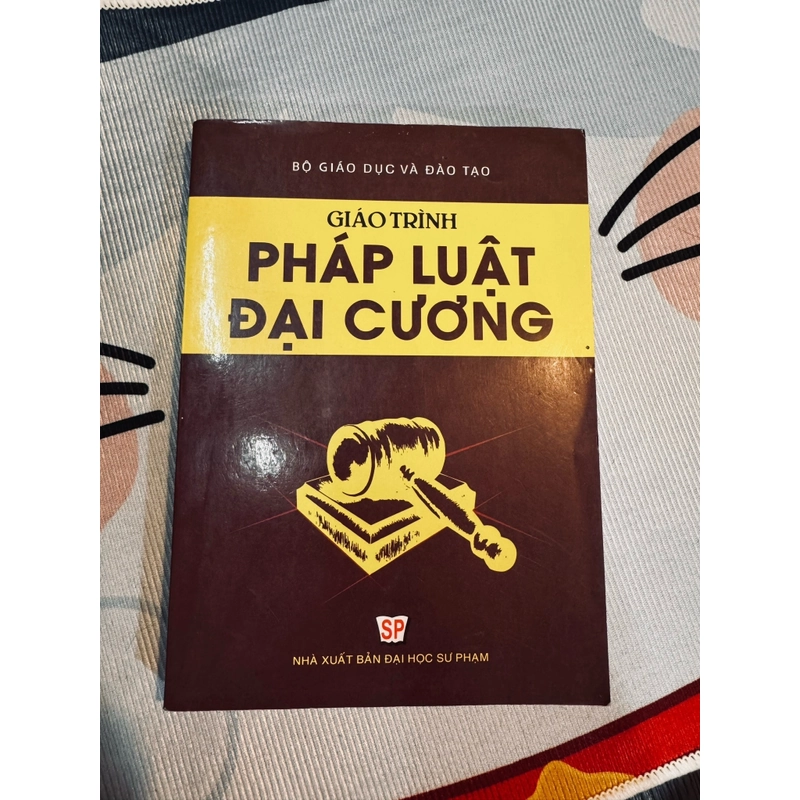 BỘ GIÁO DỤC VÀ ĐÀO TẠO
GIÁO TRÌNH
PHÁP LUẬT
ĐẠI CƯƠNG
SP
NHÀ XUẤT BẢN ĐẠI HỌC SƯ PHẠM